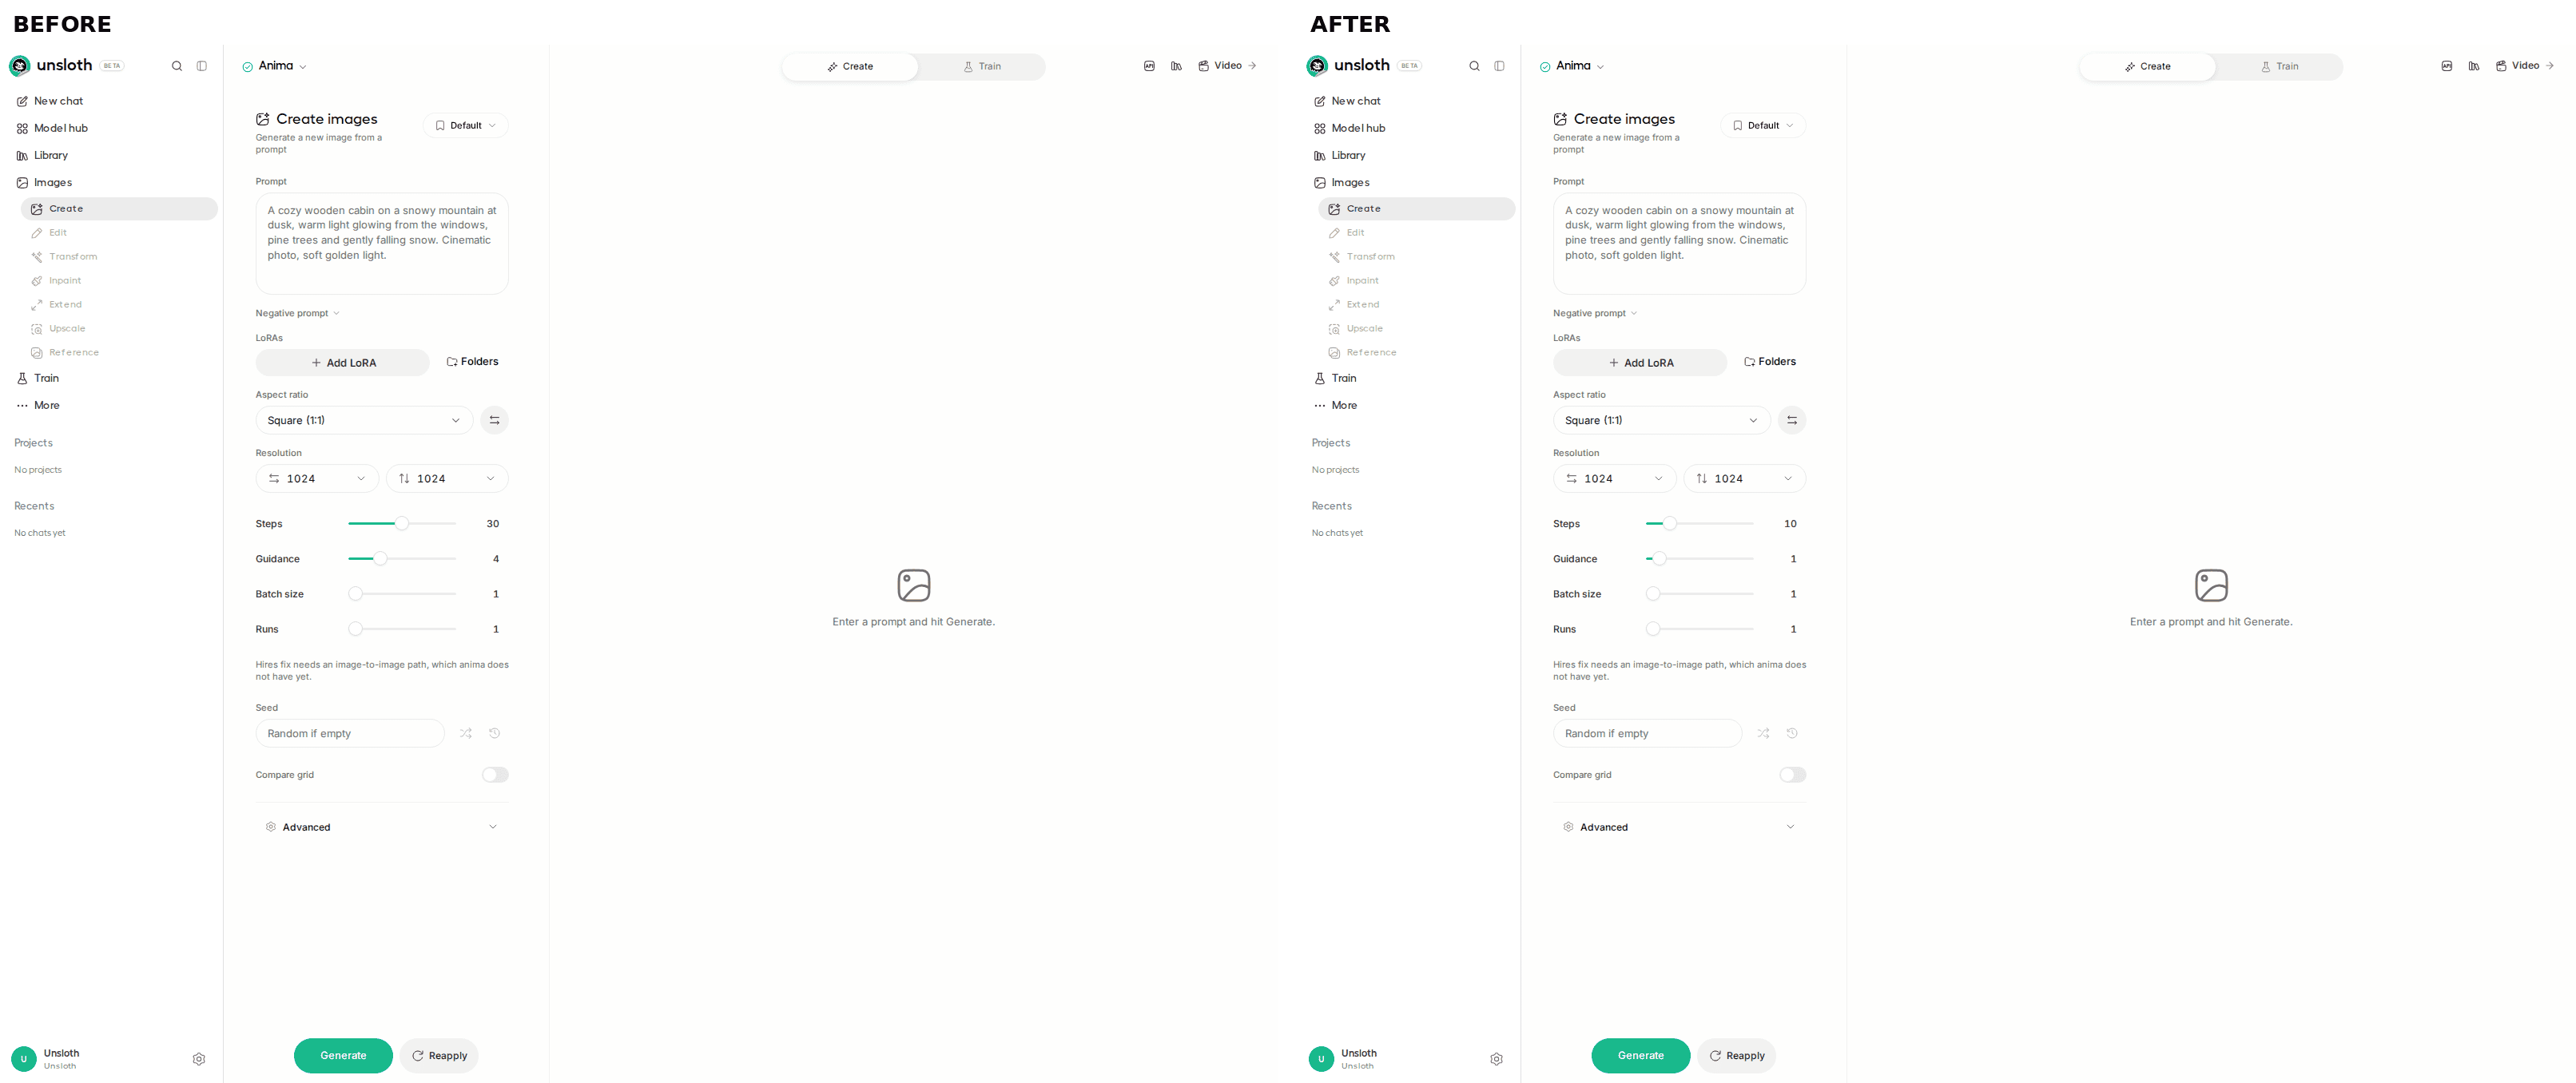 BEFORE
unsloth BETA
New chat
Model hub
Library
Images
Create
Edit
Transform
Inpaint
Extend
Upscale
Reference
Train
More
Projects
No projects
Recents
No chats yet
U
Unsloth
Unsloth
Anima
Create
Train
API
Video
Create images
Generate a new image from a
prompt
Default
Prompt
A cozy wooden cabin on a snowy mountain at
dusk, warm light glowing from the windows,
pine trees and gently falling snow. Cinematic
photo, soft golden light.
Negative prompt
LoRAs
Add LoRA
Folders
Aspect ratio
Square (1:1)
Resolution
1024
1024
Steps 30
Guidance 4
Batch size 1
Runs 1
Hires fix needs an image-to-image path, which anima does
not have yet.
Seed
Random if empty
Compare grid
Advanced
Generate
Reapply
Enter a prompt and hit Generate.
AFTER
unsloth BETA
New chat
Model hub
Library
Images
Create
Edit
Transform
Inpaint
Extend
Upscale
Reference
Train
More
Projects
No projects
Recents
No chats yet
U
Unsloth
Unsloth
Anima
Create
Train
API
Video
Create images
Generate a new image from a
prompt
Default
Prompt
A cozy wooden cabin on a snowy mountain at
dusk, warm light glowing from the windows,
pine trees and gently falling snow. Cinematic
photo, soft golden light.
Negative prompt
LoRAs
Add LoRA
Folders
Aspect ratio
Square (1:1)
Resolution
1024
1024
Steps 10
Guidance 1
Batch size 1
Runs 1
Hires fix needs an image-to-image path, which anima does
not have yet.
Seed
Random if empty
Compare grid
Advanced
Generate
Reapply
Enter a prompt and hit Generate.